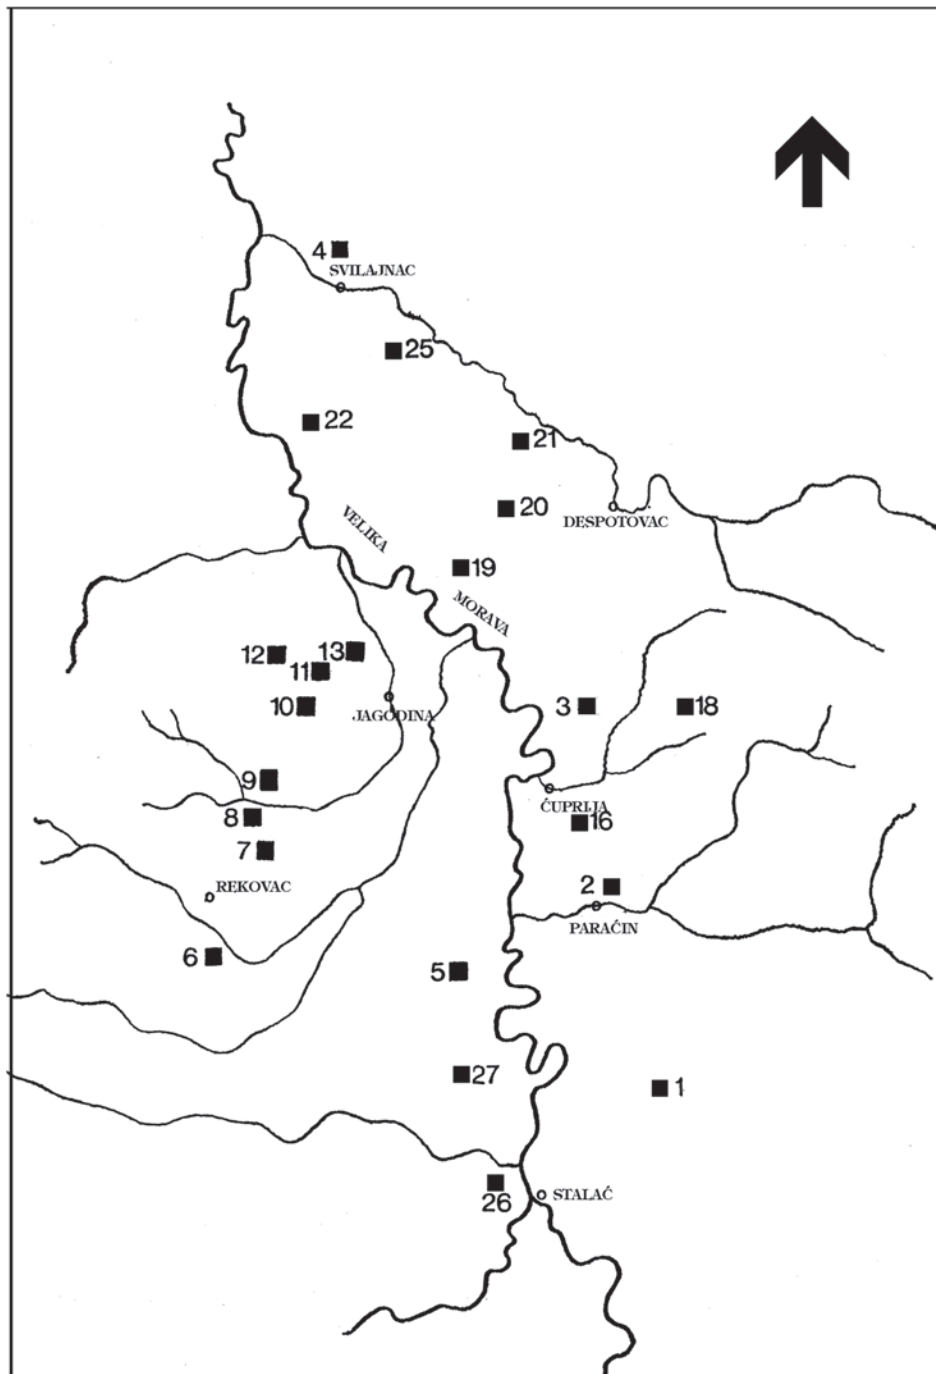 4
SVILAJNAC
25
22
21
20
DESPOTOVAC
VELIKA
19
MORAVA
12
13
11
10
JAGODINA
3
18
9
8
ĆUPRIJA
16
7
REKOVAC
2
PARAĆIN
6
5
27
1
26
STALAĆ